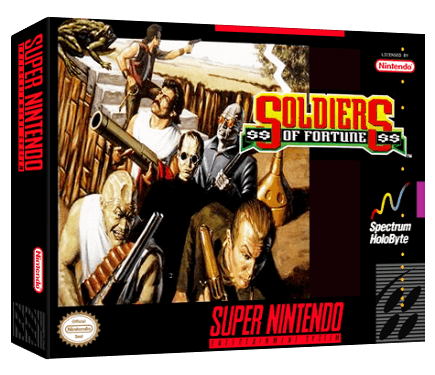 SUPER NINTENDO
ENTERTAINMENT SYSTEM
Nintendo
LICENSED BY
Nintendo
SOLDIERS
$$ OF FORTUNE $$
TM
Spectrum
HoloByte
Official
Nintendo
Seal
SUPER NINTENDO
ENTERTAINMENT SYSTEM